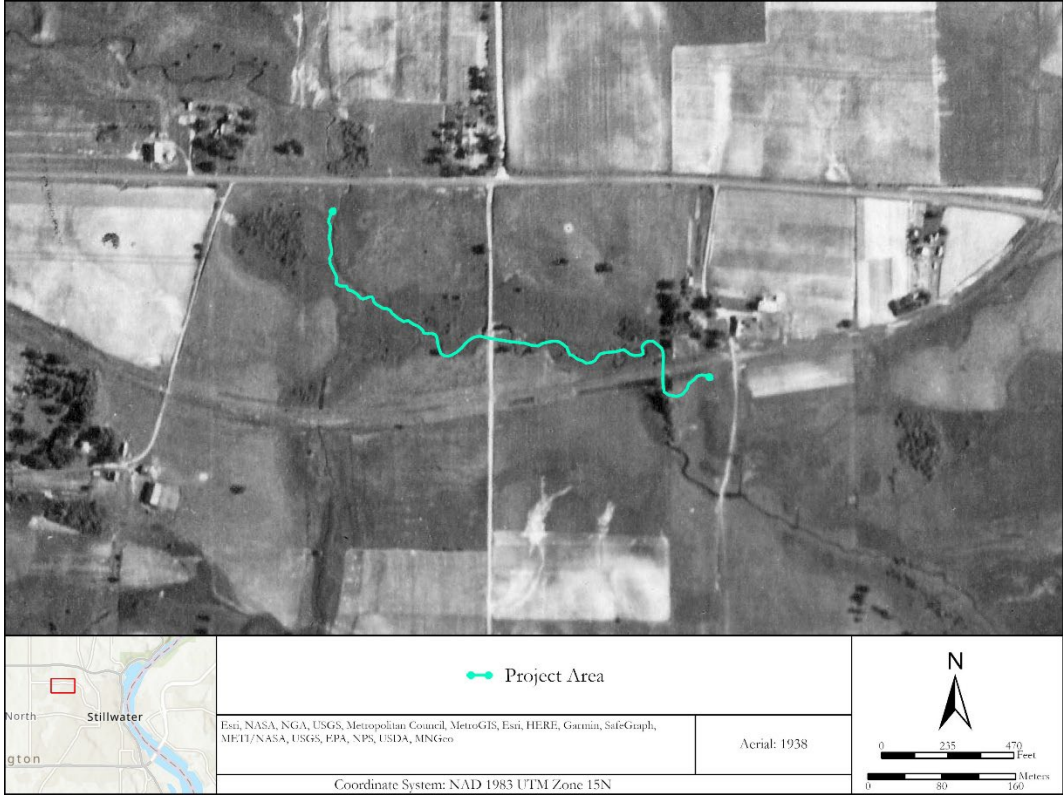 North
Stillwater
gton
Project Area
Esri, NASA, NGA, USGS, Metropolitan Council, MetroGIS, Esri, HERE, Garmin, SafeGraph,
METI/NASA, USGS, EPA, NPS, USDA, MNGeo
Aerial: 1938
Coordinate System: NAD 1983 UTM Zone 15N
N
0 235 470
Feet
Meters
0 80 160